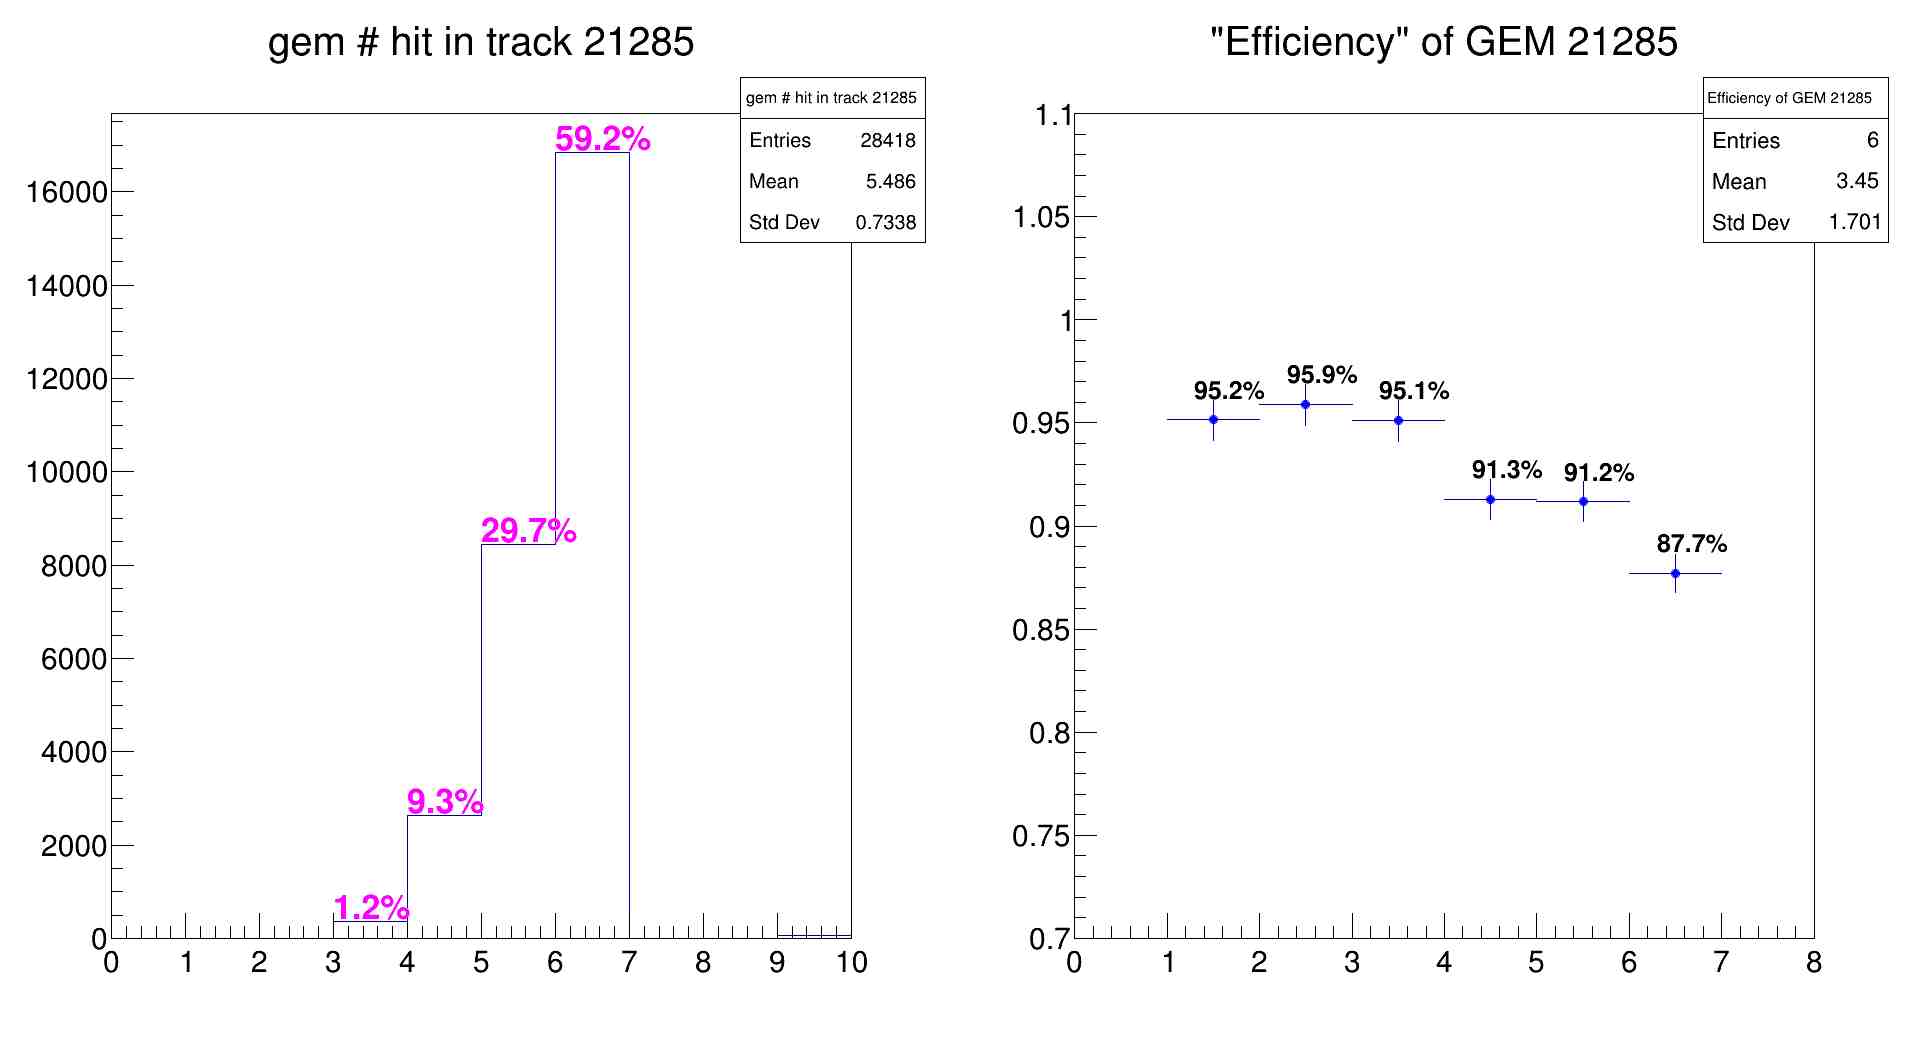 gem # hit in track 21285
gem # hit in track 21285
Entries 28418
Mean 5.486
Std Dev 0.7338
59.2%
29.7%
9.3%
1.2%
16000
14000
12000
10000
8000
6000
4000
2000
0
0 1 2 3 4 5 6 7 8 9 10
"Efficiency" of GEM 21285
Efficiency of GEM 21285
Entries 6
Mean 3.45
Std Dev 1.701
95.2% 95.9% 95.1% 91.3% 91.2% 87.7%
1.1
1.05
1
0.95
0.9
0.85
0.8
0.75
0.7
0 1 2 3 4 5 6 7 8